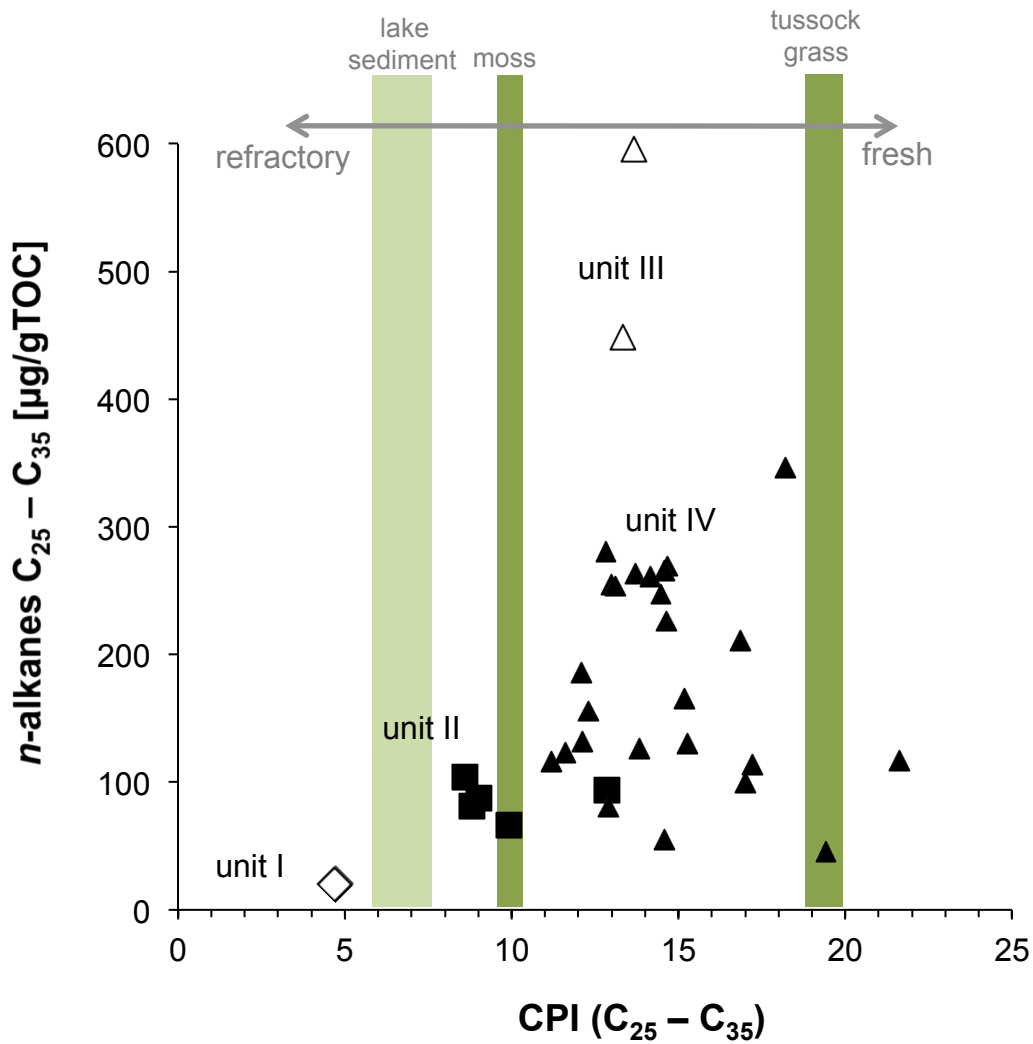 lake
sediment
moss
tussock
grass
refractory
fresh
600
500
400
300
200
100
0
n-alkanes C₂₅ – C₃₅ [µg/gTOC]
unit III
unit IV
unit II
unit I
0 5 10 15 20 25
CPI (C₂₅ – C₃₅)